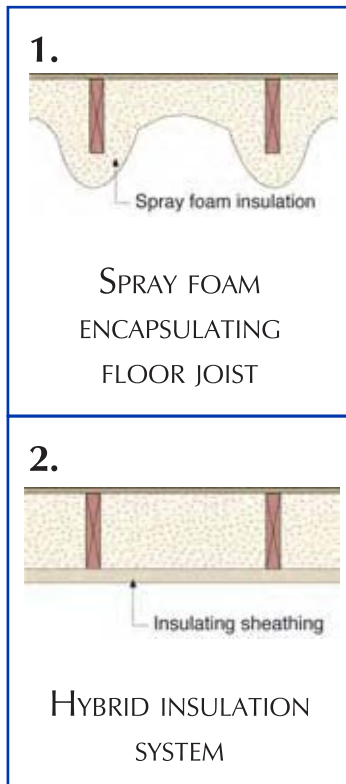 1.
Spray foam insulation
SPRAY FOAM
ENCAPSULATING
FLOOR JOIST
2.
Insulating sheathing
HYBRID INSULATION
SYSTEM